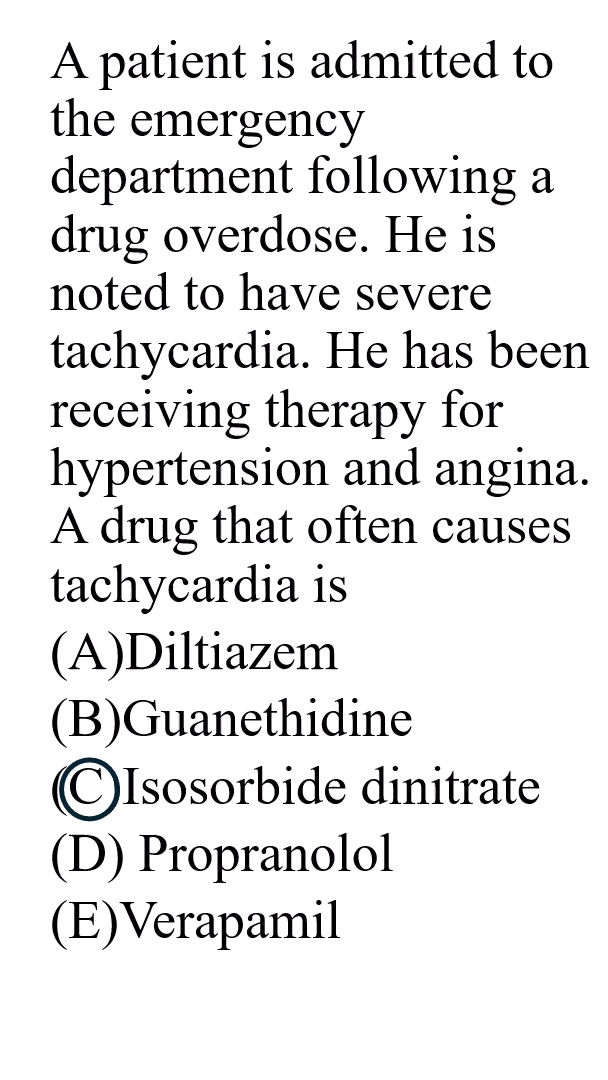 A patient is admitted to
the emergency
department following a
drug overdose. He is
noted to have severe
tachycardia. He has been
receiving therapy for
hypertension and angina.
A drug that often causes
tachycardia is
(A)Diltiazem
(B)Guanethidine
(C)Isosorbide dinitrate
(D) Propranolol
(E)Verapamil